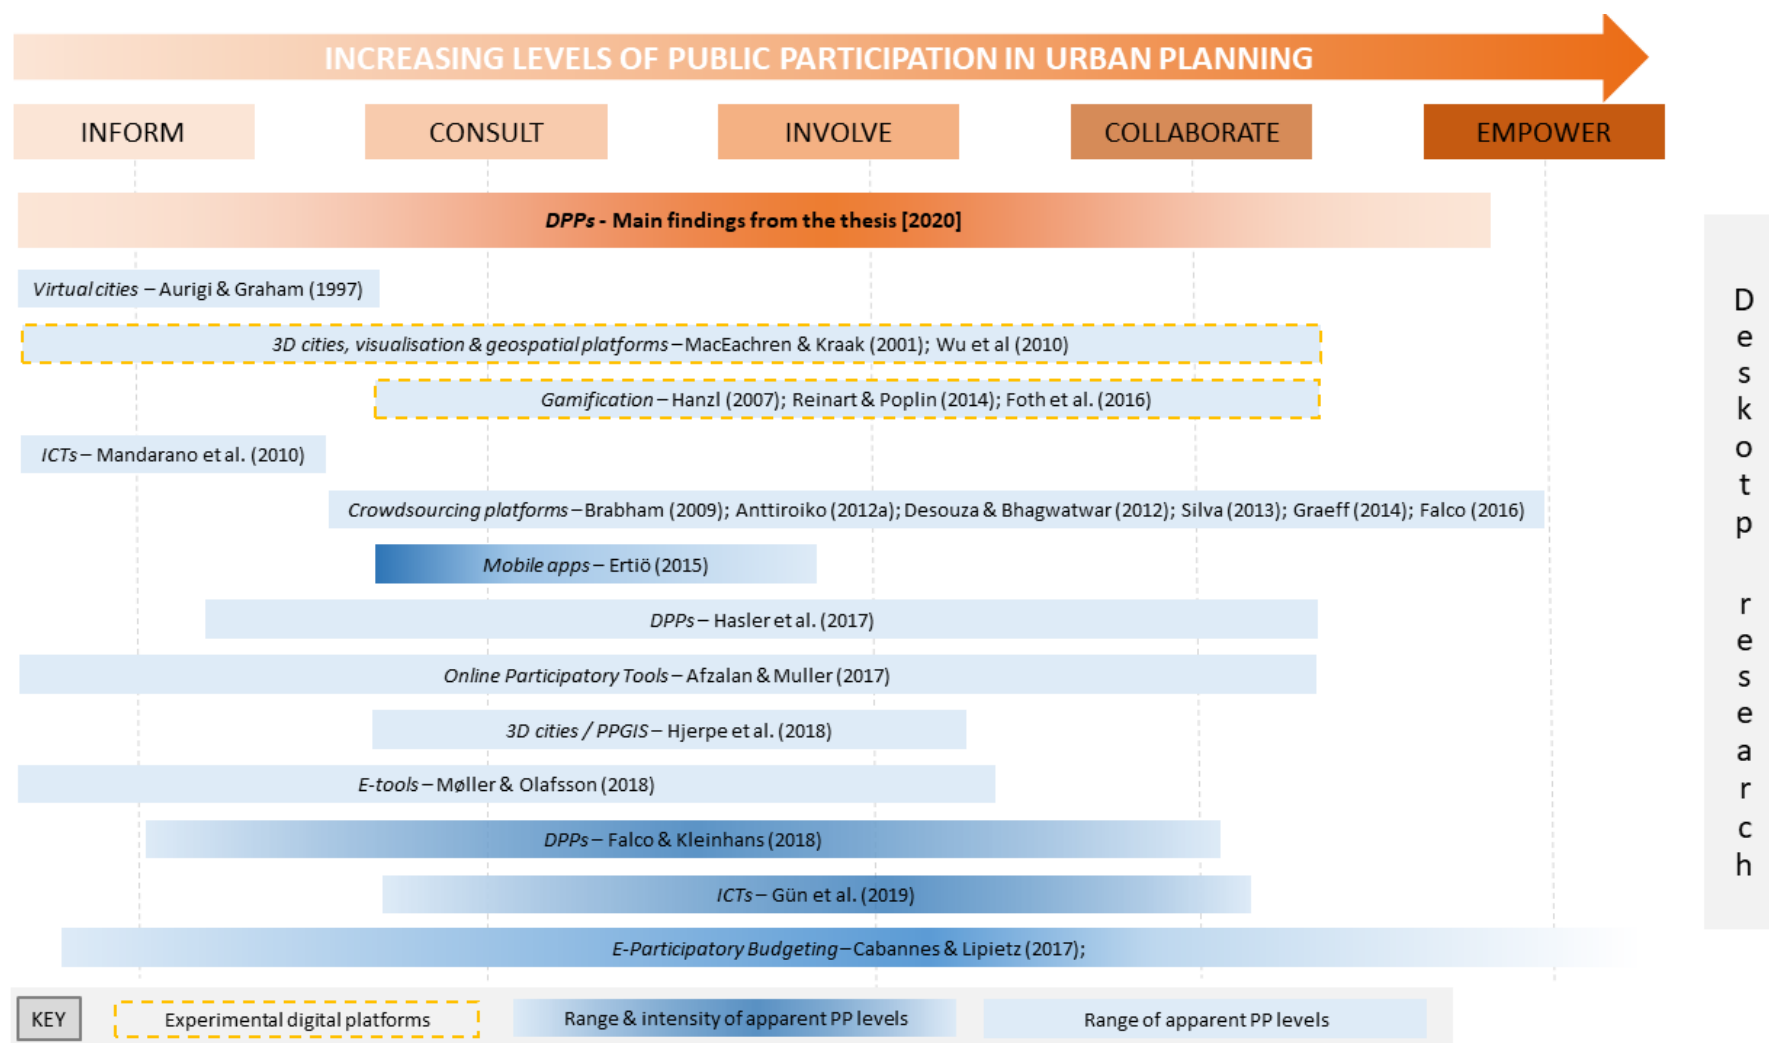 INCREASING LEVELS OF PUBLIC PARTICIPATION IN URBAN PLANNING
INFORM
CONSULT
INVOLVE
COLLABORATE
EMPOWER
DPPs - Main findings from the thesis [2020]
Virtual cities – Aurigi & Graham (1997)
3D cities, visualisation & geospatial platforms – MacEachren & Kraak (2001); Wu et al (2010)
Gamification – Hanzl (2007); Reinart & Poplin (2014); Foth et al. (2016)
ICTs – Mandarano et al. (2010)
Crowdsourcing platforms – Brabham (2009); Anttiroiko (2012a); Desouza & Bhagwatwar (2012); Silva (2013); Graeff (2014); Falco (2016)
Mobile apps – Ertiö (2015)
DPPs – Hasler et al. (2017)
Online Participatory Tools – Afzalan & Muller (2017)
3D cities / PPGIS – Hjerpe et al. (2018)
E-tools – Møller & Olafsson (2018)
DPPs – Falco & Kleinhans (2018)
ICTs – Gün et al. (2019)
E-Participatory Budgeting – Cabannes & Lipietz (2017);
Deskotp research
KEY
Experimental digital platforms
Range & intensity of apparent PP levels
Range of apparent PP levels